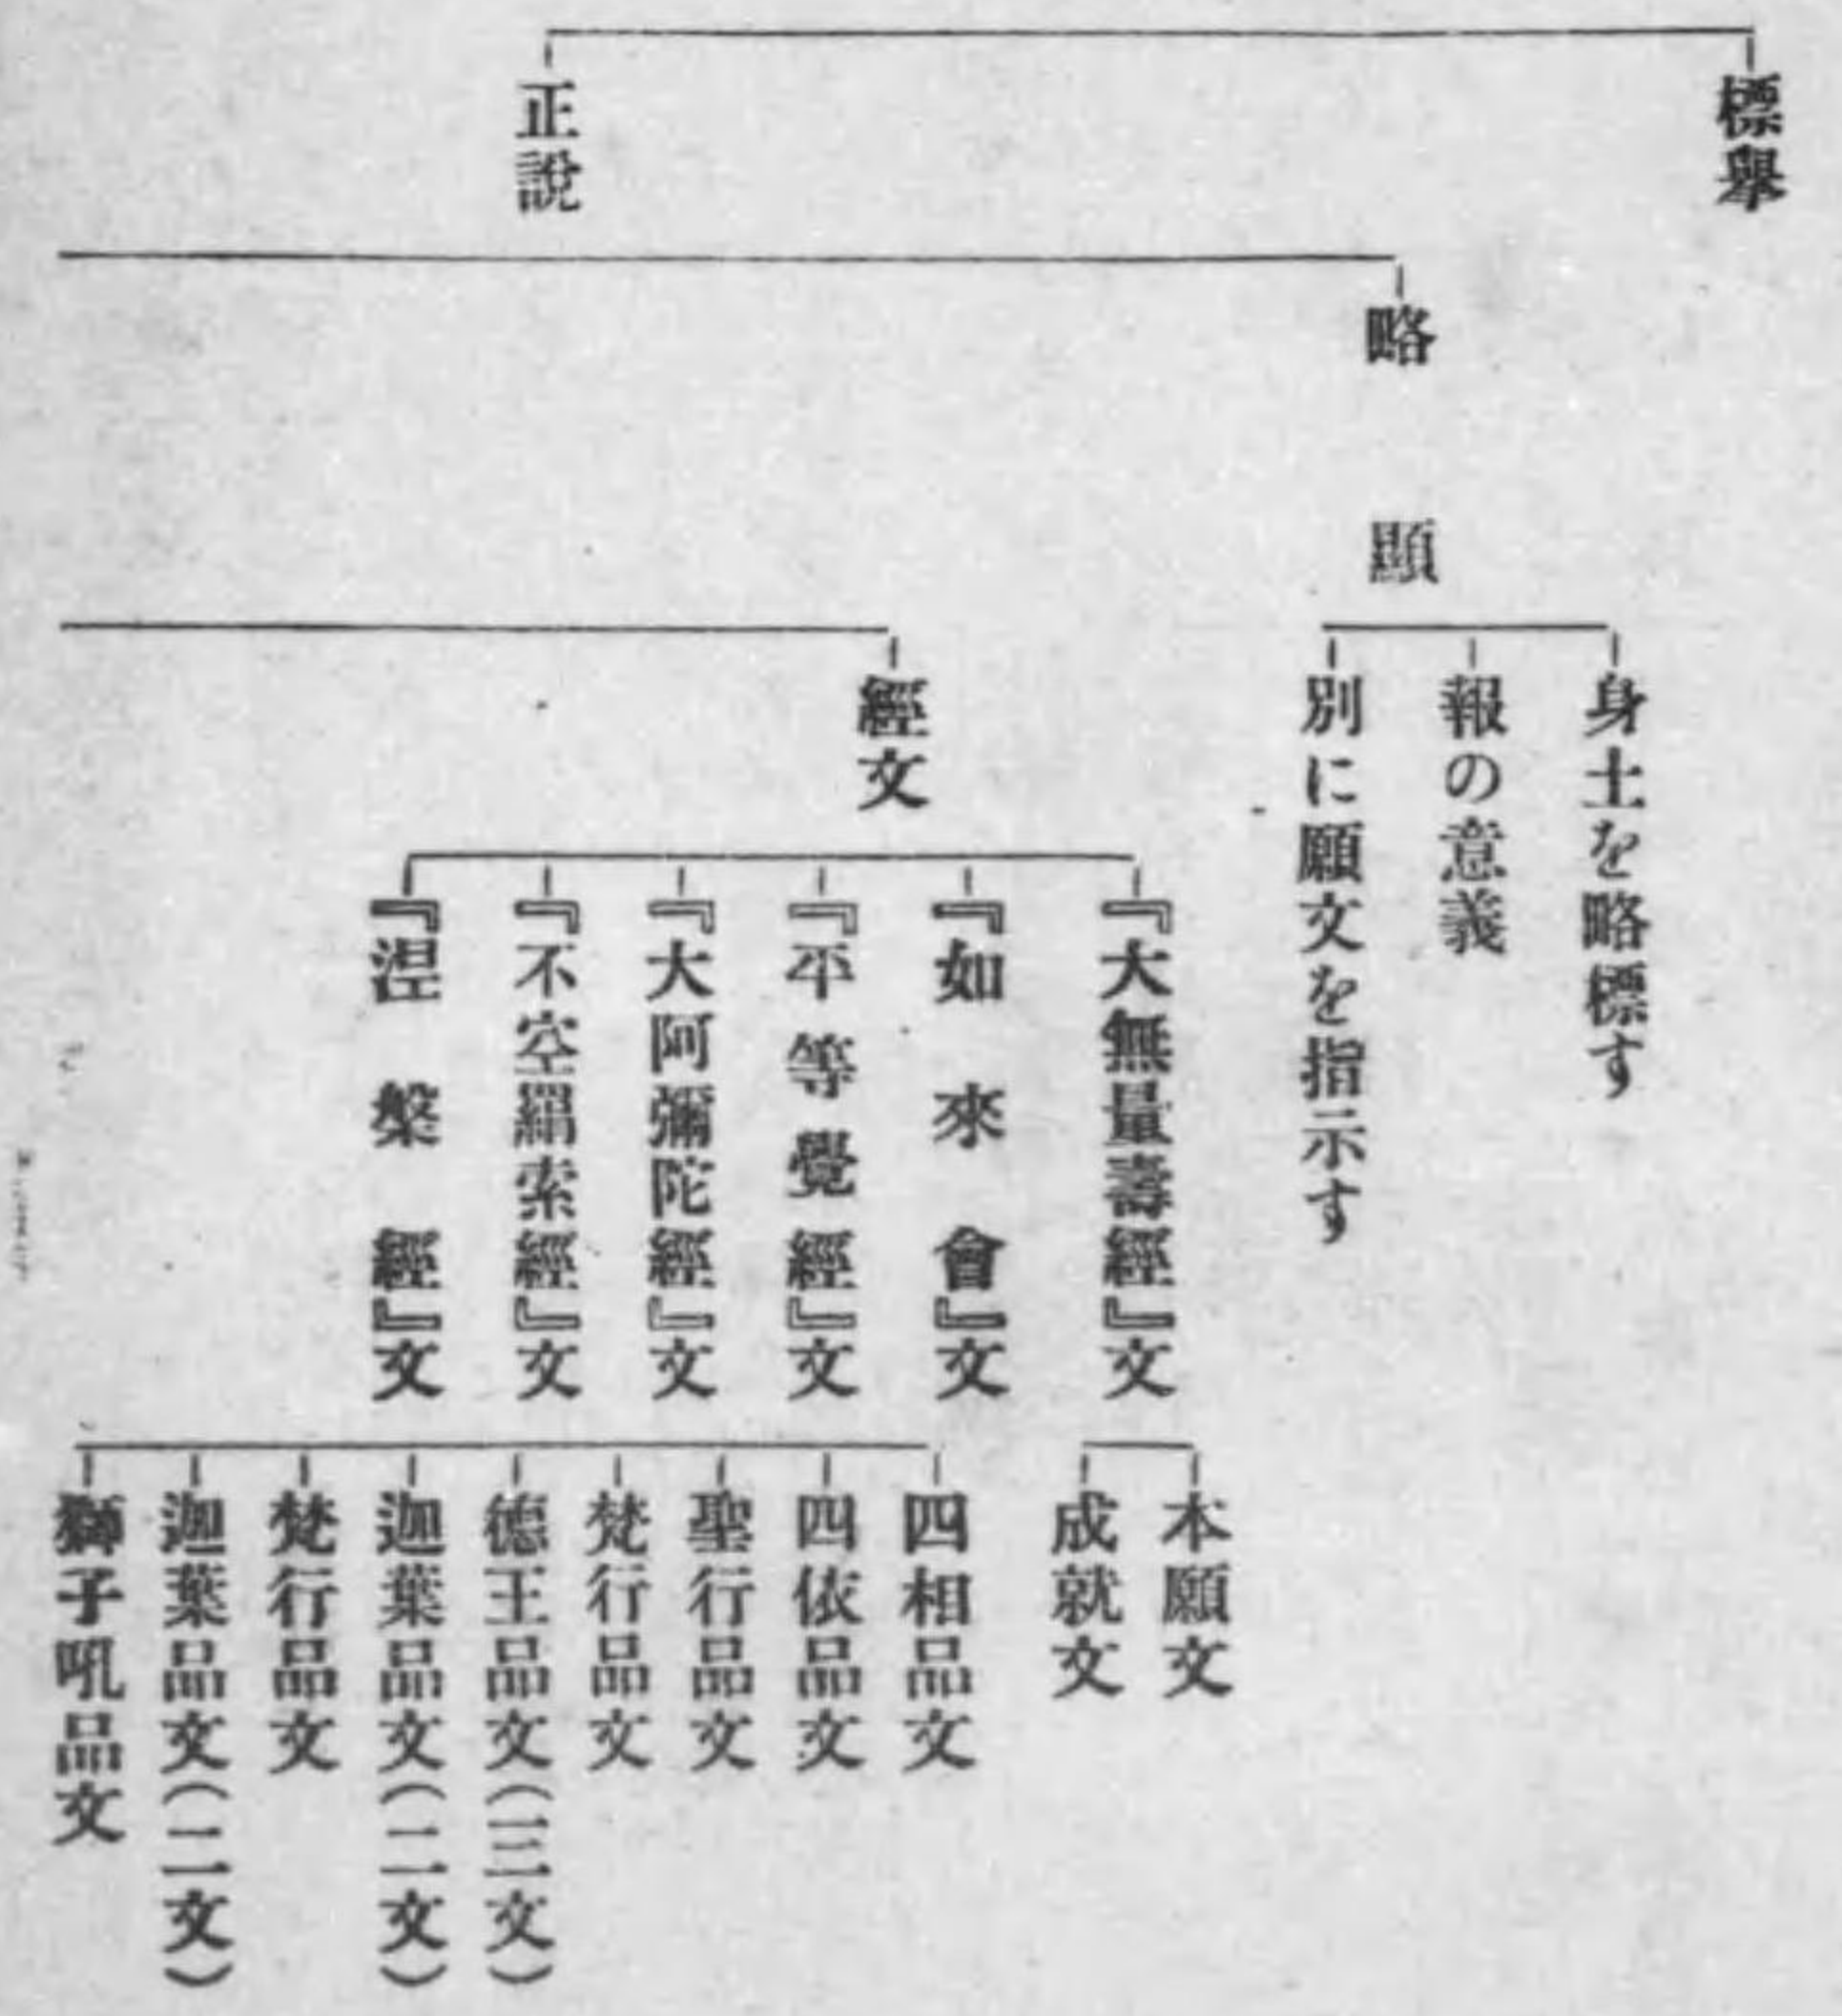 標擧
正說
略顯
身土を略標す
報の意義
別に願文を指示す
經文
『大無量壽經』文
本願文
成就文
『如來會』文
『平等覺經』文
『大阿彌陀經』文
『不空羂索經』文
『涅槃經』文
四相品文
四依品文
聖行品文
梵行品文
德王品文(三文)
迦葉品文(二文)
梵行品文
迦葉品文(二文)
獅子吼品文